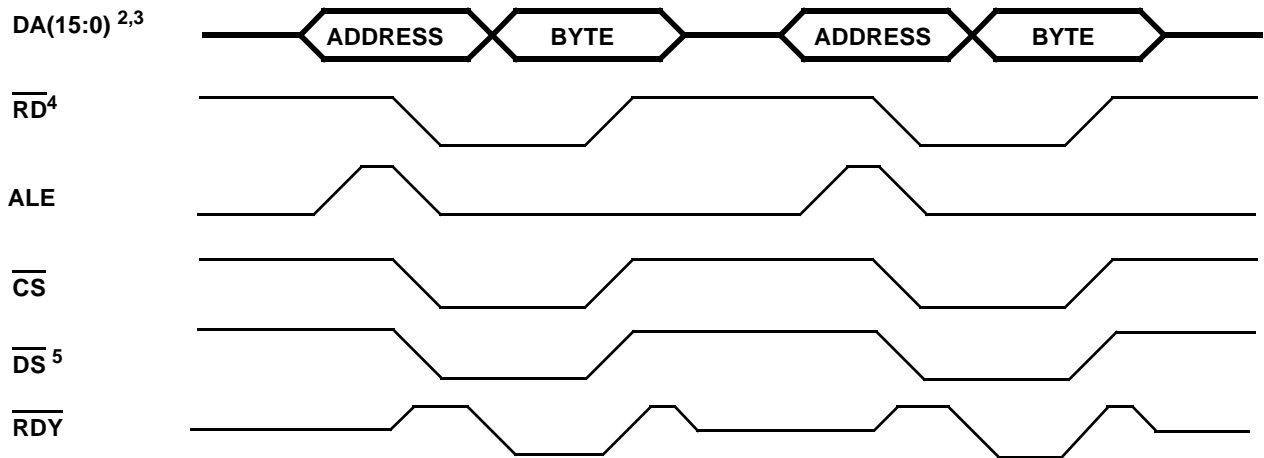 DA(15:0) 2,3 ADDRESS BYTE ADDRESS BYTE
RD4
ALE
CS
DS 5
RDY